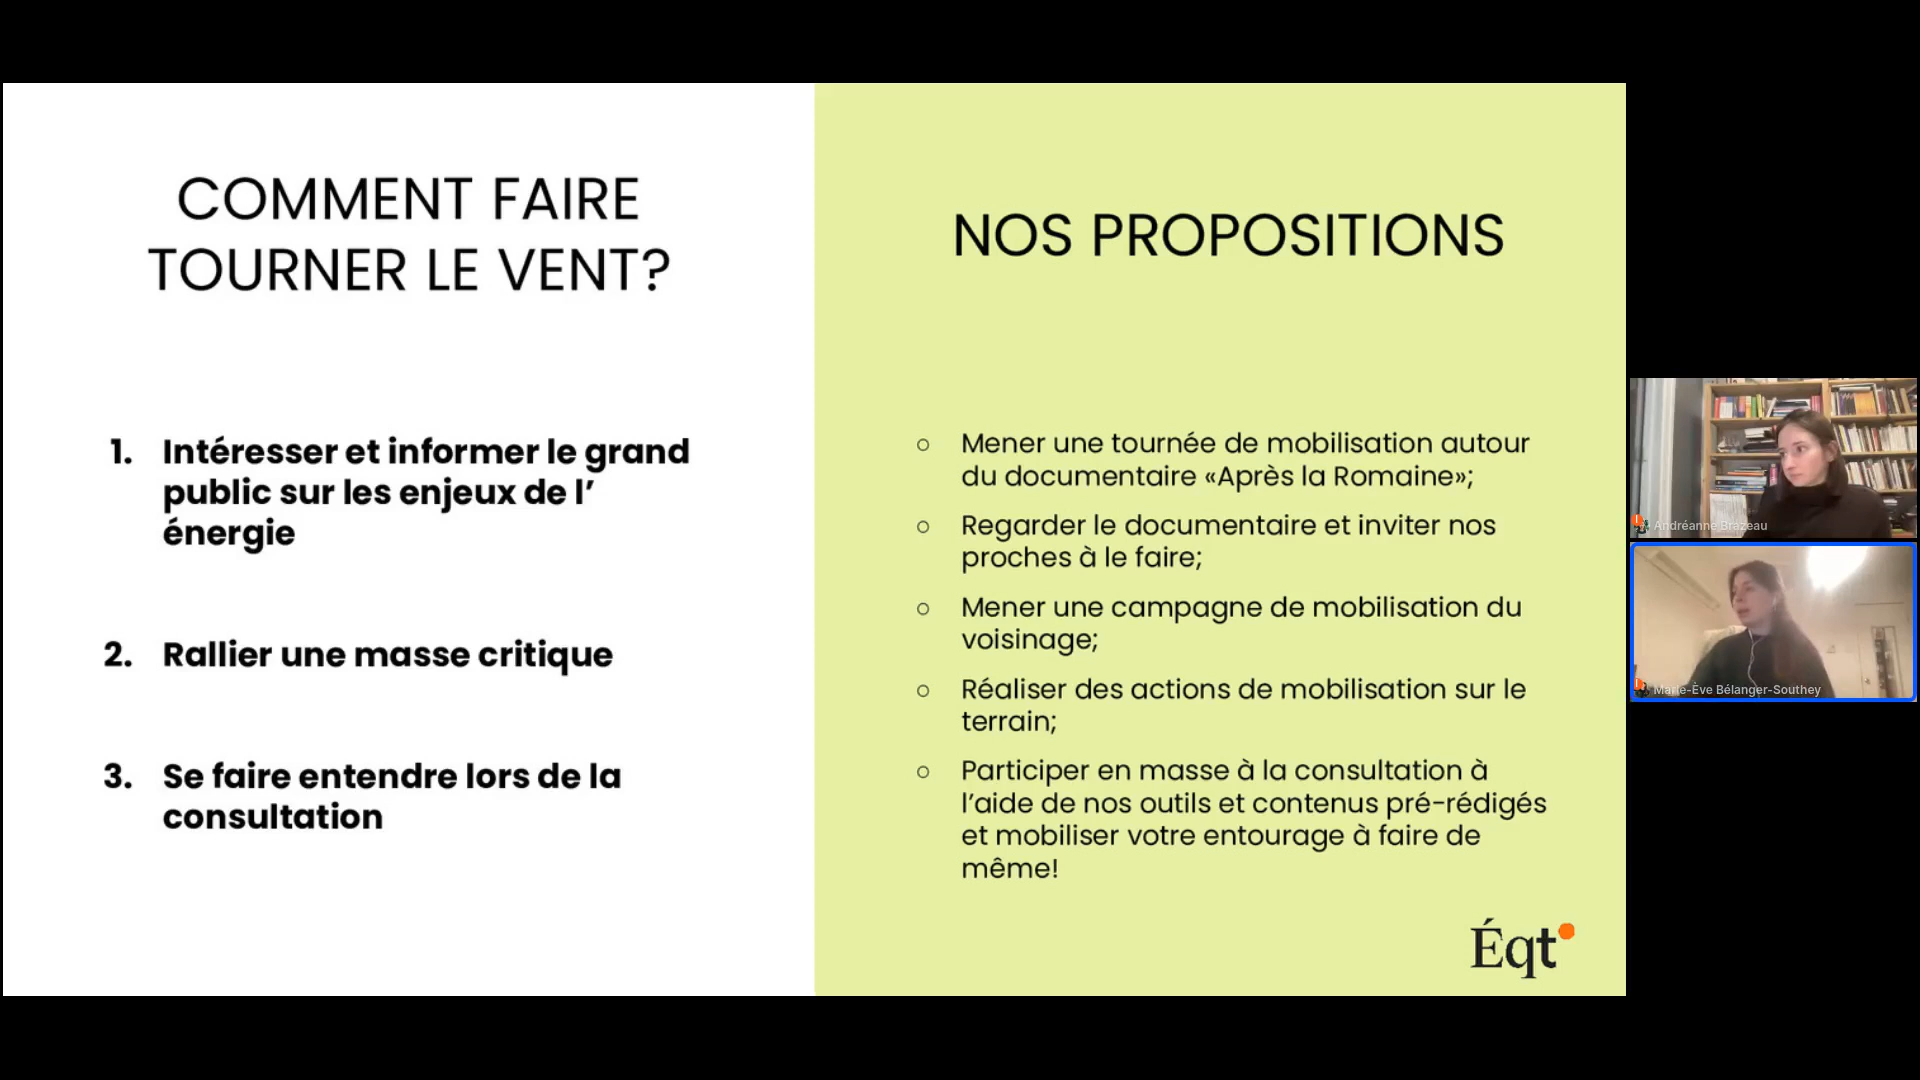 COMMENT FAIRE
TOURNER LE VENT?
1. Intéresser et informer le grand
public sur les enjeux de l’
énergie
2. Rallier une masse critique
3. Se faire entendre lors de la
consultation
NOS PROPOSITIONS
○ Mener une tournée de mobilisation autour
du documentaire «Après la Romaine»;
○ Regarder le documentaire et inviter nos
proches à le faire;
○ Mener une campagne de mobilisation du
voisinage;
○ Réaliser des actions de mobilisation sur le
terrain;
○ Participer en masse à la consultation à
l’aide de nos outils et contenus pré-rédigés
et mobiliser votre entourage à faire de
même!
Éqt
Andréanne Brazeau
Marie-Ève Bélanger-Southey